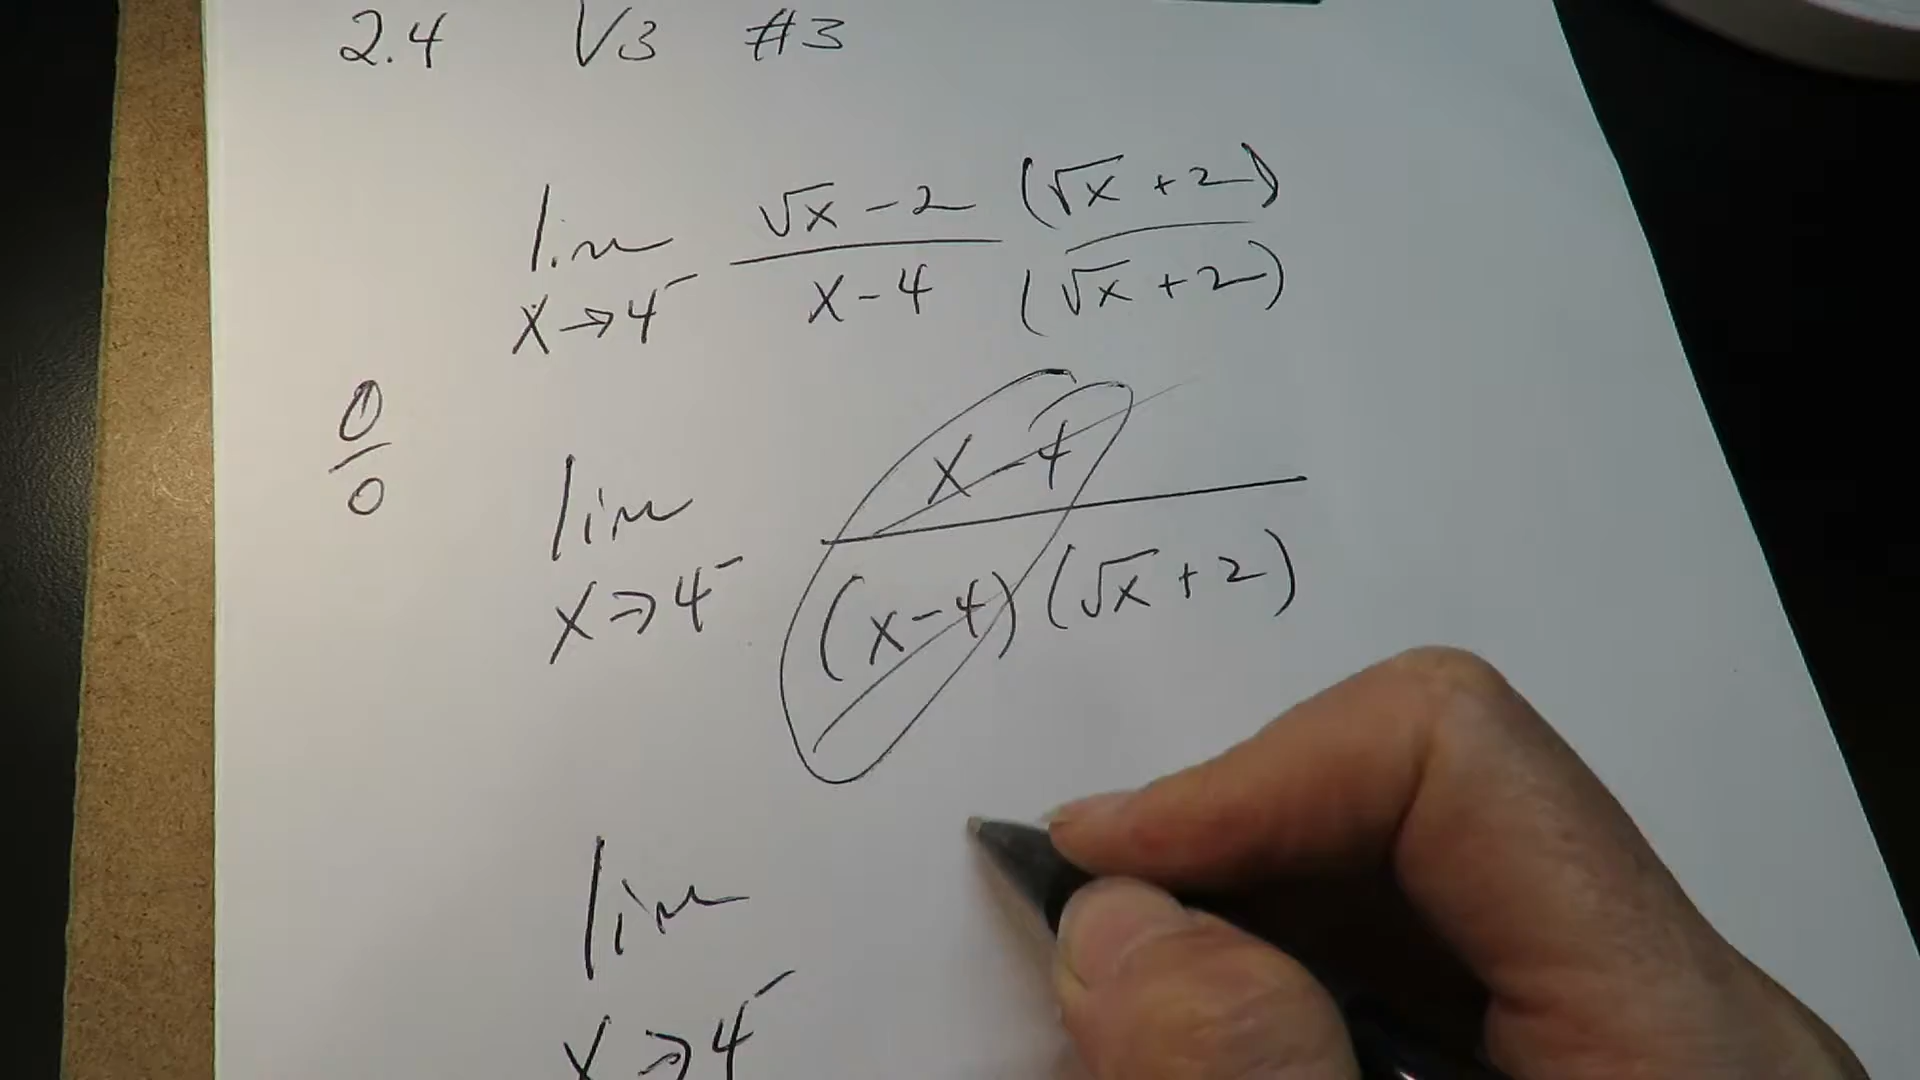 2.4 V3 #3
lim x→4⁻ √x-2 / x-4 (√x+2) / (√x+2)
0/0
lim x→4⁻ x-4 / (x-4)(√x+2)
lim x→4⁻